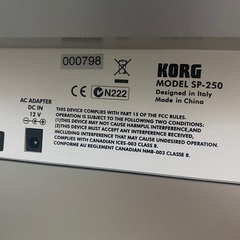 000798
KORG
MODEL SP-250
Designed in Italy
Made in China
CE
N222
AC ADAPTER
DC IN
12 V
THIS DEVICE COMPLIES WITH PART 15 OF THE FCC RULES.
OPERATION IS SUBJECT TO THE FOLLOWING TWO CONDITIONS:
(1)THIS DEVICE MAY NOT CAUSE HARMFUL INTERFERENCE,AND
(2)THIS DEVICE MUST ACCEPT ANY INTERFERENCE RECEIVED,
INCLUDING INTERFERENCE THAT MAY CAUSE UNDESIRED OPERATION.
COMPLIES WITH CANADIAN ICES-003 CLASS B.
CONFORME AU REGLEMENT CANADIAN NMB-003 CLASSE B.